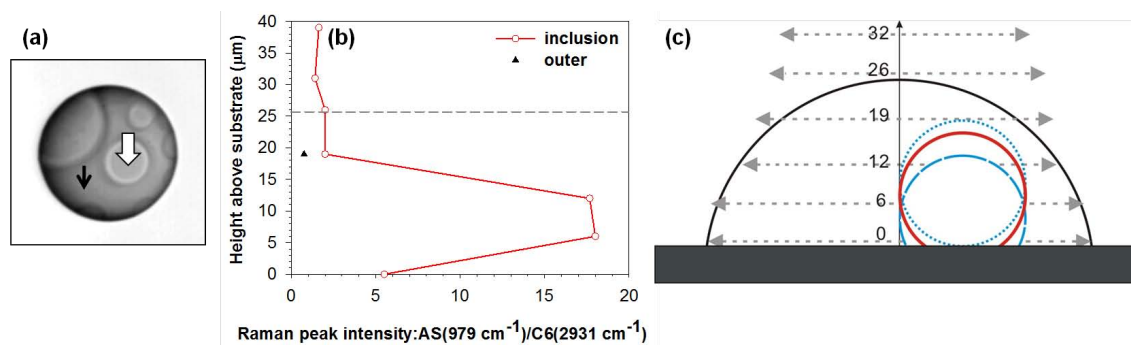 (a)
(b)
(c)
Height above substrate (µm)
40
35
30
25
20
15
10
5
0
0
5
10
15
20
inclusion
outer
Raman peak intensity:AS(979 cm⁻¹)/C6(2931 cm⁻¹)
32
26
19
12
6
0